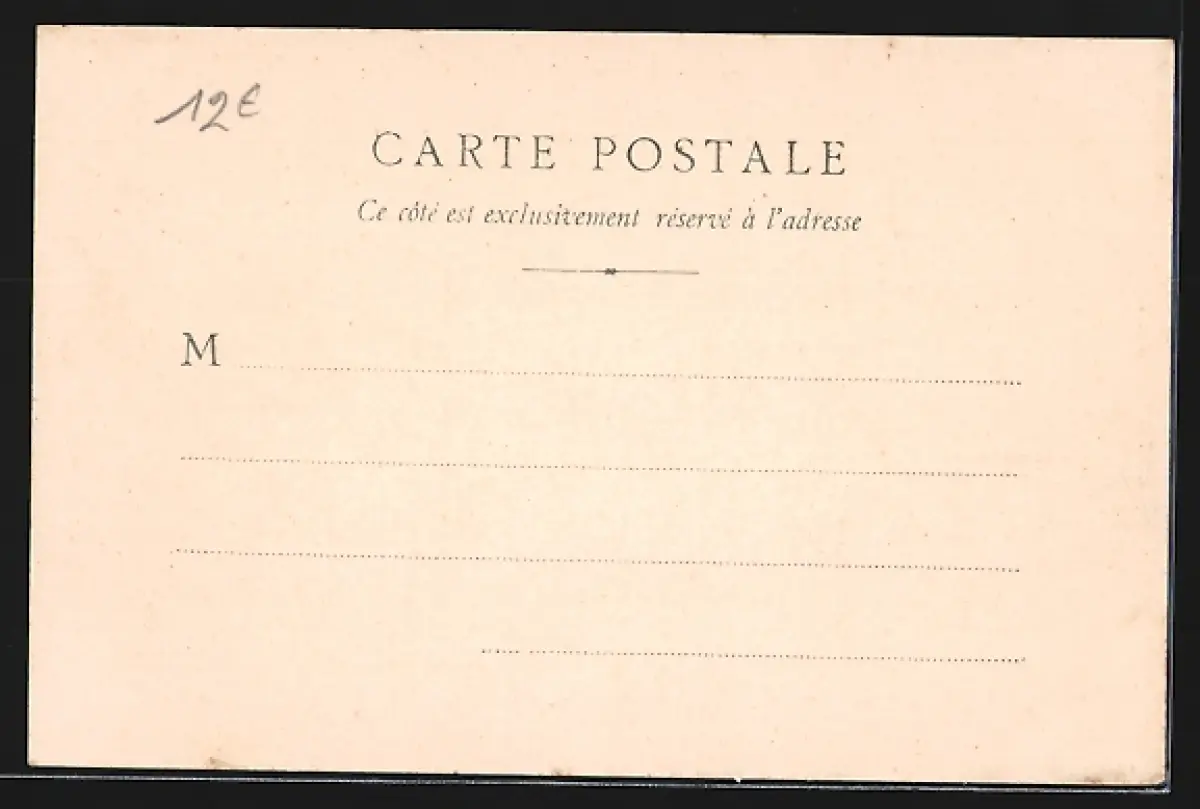 12€
CARTE POSTALE
Ce côté est exclusivement réservé à l'adresse
M